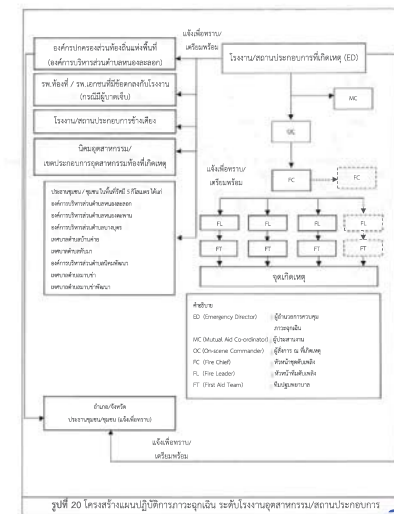 แจ้งเพื่อทราบ/
เตรียมพร้อม
องค์กรปกครองส่วนท้องถิ่นแห่งพื้นที่
(องค์การบริหารส่วนตำบลหนองละลอก)
โรงงาน/สถานประกอบการที่เกิดเหตุ (ED)
รพ.ท้องที่ / รพ.เอกชนที่มีข้อตกลงกับโรงงาน
(กรณีมีผู้บาดเจ็บ)
MC
โรงงาน/สถานประกอบการข้างเคียง
OC
นิคมอุตสาหกรรม/
เขตประกอบการอุตสาหกรรมท้องที่เกิดเหตุ
แจ้งเพื่อทราบ/
เตรียมพร้อม
FC
FC
ประธานชุมชน / ชุมชน ในพื้นที่รัศมี 5 กิโลเมตร ได้แก่
องค์การบริหารส่วนตำบลหนองละลอก
องค์การบริหารส่วนตำบลหนองตะพาน
องค์การบริหารส่วนตำบลบางบุตร
เทศบาลตำบลบ้านค่าย
เทศบาลตำบลทับมา
องค์การบริหารส่วนตำบลนิคมพัฒนา
เทศบาลตำบลมาบข่า
เทศบาลตำบลมาบข่าพัฒนา
FL
FL
FL
FL
FT
FT
FT
FT
จุดเกิดเหตุ
คำอธิบาย
ED (Emergency Director) : ผู้อำนวยการควบคุม
ภาวะฉุกเฉิน
MC (Mutual Aid Co-ordinator) : ผู้ประสานงาน
OC (On-scene Commander) : ผู้สั่งการ ณ ที่เกิดเหตุ
FC (Fire Chief) : หัวหน้าชุดดับเพลิง
FL (Fire Leader) : หัวหน้าทีมดับเพลิง
FT (First Aid Team) : ทีมปฐมพยาบาล
อำเภอ/จังหวัด
ประธานชุมชน/ชุมชน (แจ้งเพื่อทราบ)
แจ้งเพื่อทราบ/
เตรียมพร้อม
รูปที่ 20 โครงสร้างแผนปฏิบัติการภาวะฉุกเฉิน ระดับโรงงานอุตสาหกรรม/สถานประกอบการ